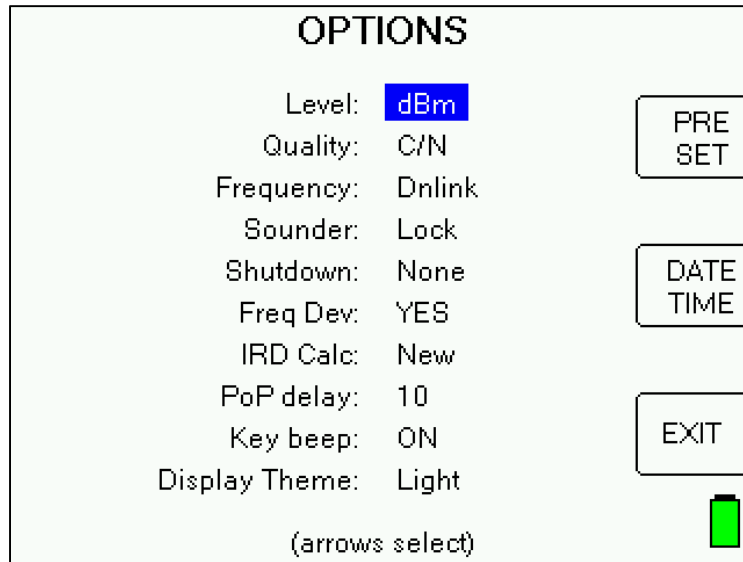 OPTIONS
Level: dBm
Quality: C/N
Frequency: Dnlink
Sounder: Lock
Shutdown: None
Freq Dev: YES
IRD Calc: New
PoP delay: 10
Key beep: ON
Display Theme: Light
(arrows select)
PRE
SET
DATE
TIME
EXIT